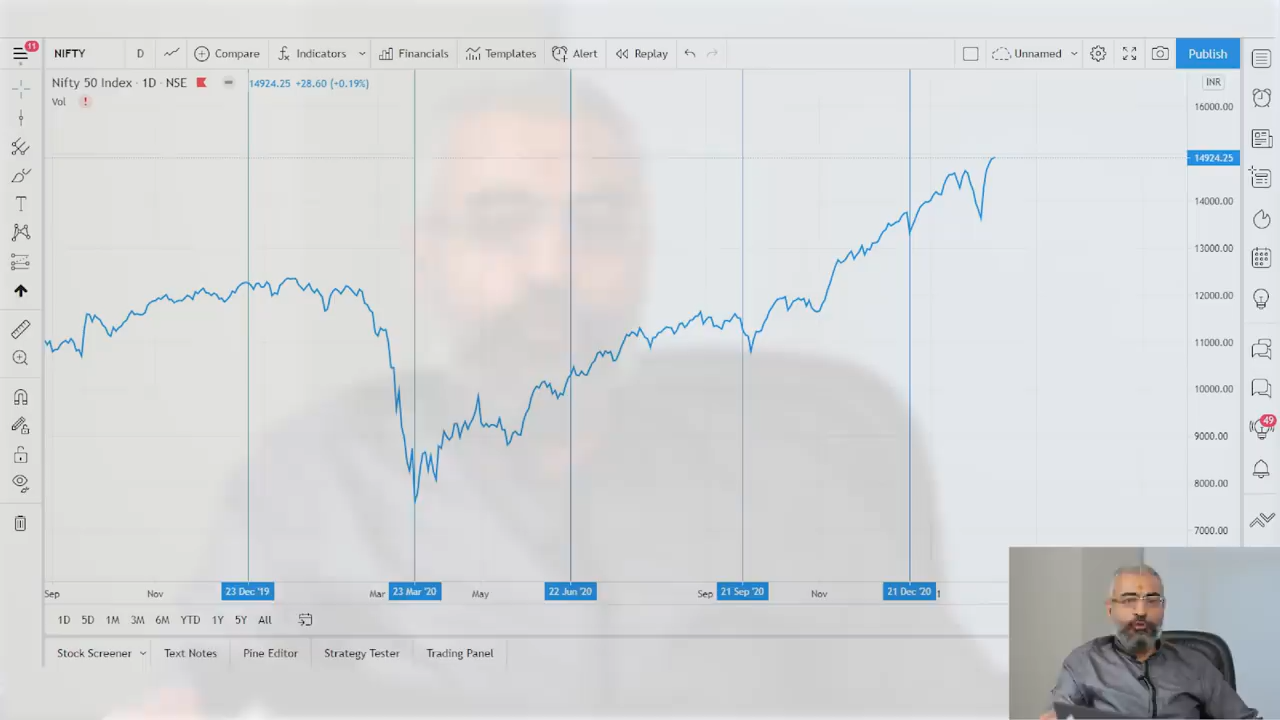 11
NIFTY D Compare Indicators Financials Templates Alert Replay Unnamed Publish
Nifty 50 Index · 1D · NSE 14924.25 +28.60 (+0.19%)
INR
Vol !
16000.00
14924.25
14000.00
13000.00
12000.00
11000.00
10000.00
9000.00
49
8000.00
7000.00
Sep Nov 23 Dec '19 Mar 23 Mar '20 May 22 Jun '20 Sep 21 Sep '20 Nov 21 Dec '20 1
1D 5D 1M 3M 6M YTD 1Y 5Y All
Stock Screener Text Notes Pine Editor Strategy Tester Trading Panel